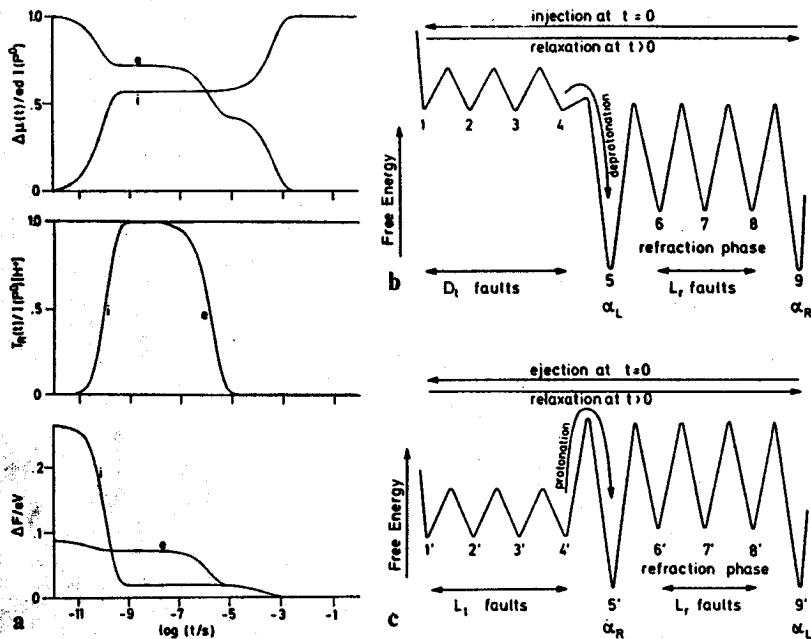 1.0
.5
0
Δμ(t)/ed l(P⁰)
e
i
1.0
.5
0
T_R(t)/l(P⁰)[H⁺]
i
e
.2
.1
0
ΔF/eV
i
e
-11 -9 -7 -5 -3 -1
log (t/s)
a
injection at t = 0
relaxation at t>0
Free Energy
1 2 3 4
deprotonation
5
6 7 8
refraction phase
9
b
D_t faults
L_r faults
α_L
α_R
ejection at t=0
relaxation at t>0
Free Energy
protonation
1' 2' 3' 4'
5'
6' 7' 8'
refraction phase
9'
c
L_t faults
L_r faults
α_R
α_L